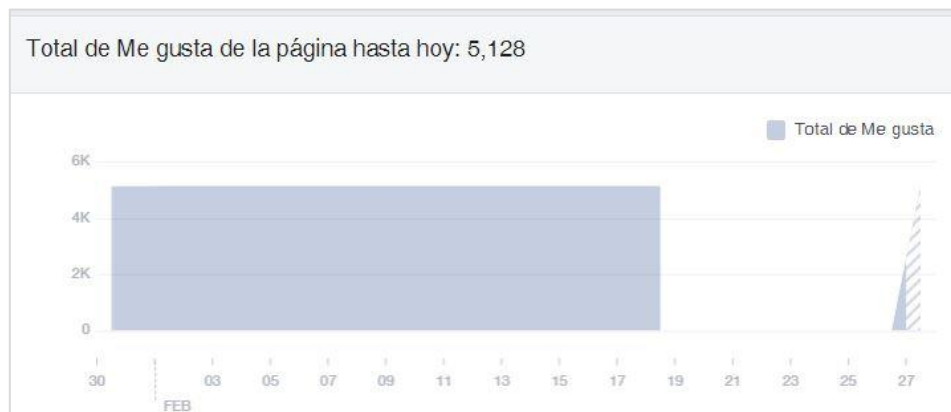 Total de Me gusta de la página hasta hoy: 5,128
Total de Me gusta
6K
4K
2K
0
30 03 05 07 09 11 13 15 17 19 21 23 25 27
FEB